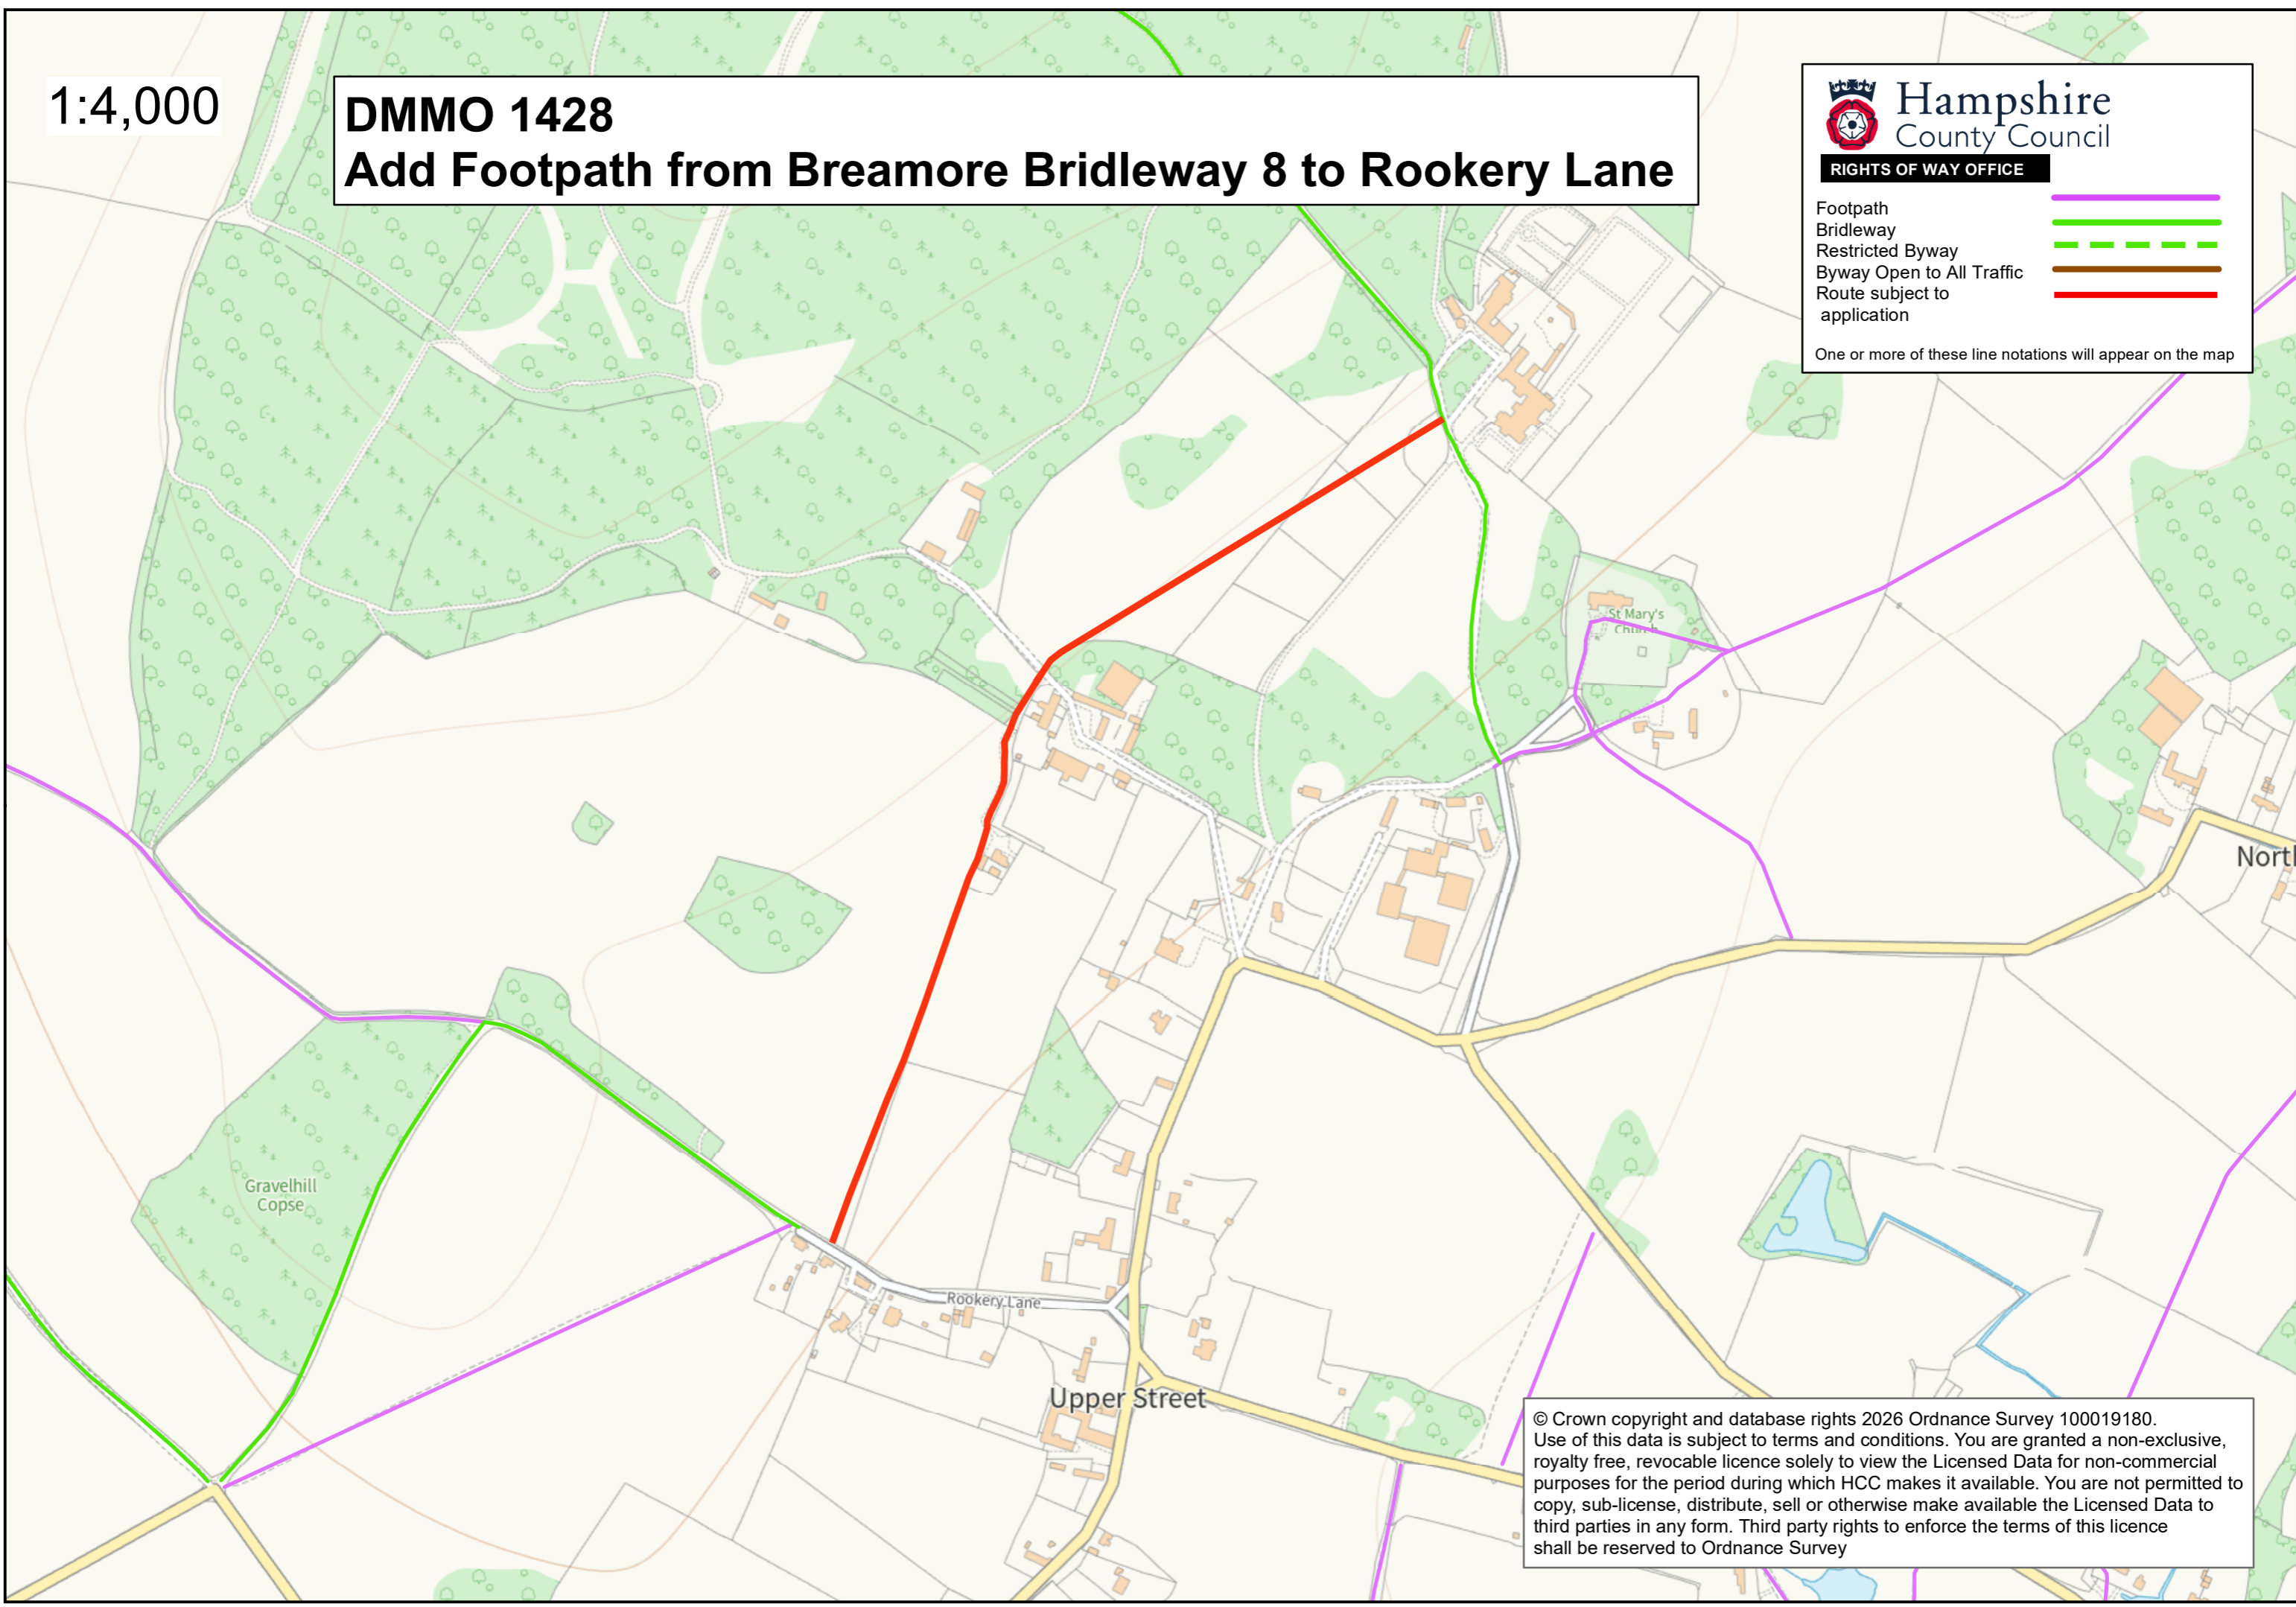 1:4,000
DMMO 1428
Add Footpath from Breamore Bridleway 8 to Rookery Lane
Hampshire
County Council
RIGHTS OF WAY OFFICE
Footpath
Bridleway
Restricted Byway
Byway Open to All Traffic
Route subject to
application
One or more of these line notations will appear on the map
St Mary's
Church
North
Gravelhill
Copse
Rookery Lane
Upper Street
© Crown copyright and database rights 2026 Ordnance Survey 100019180.
Use of this data is subject to terms and conditions. You are granted a non-exclusive,
royalty free, revocable licence solely to view the Licensed Data for non-commercial
purposes for the period during which HCC makes it available. You are not permitted to
copy, sub-license, distribute, sell or otherwise make available the Licensed Data to
third parties in any form. Third party rights to enforce the terms of this licence
shall be reserved to Ordnance Survey